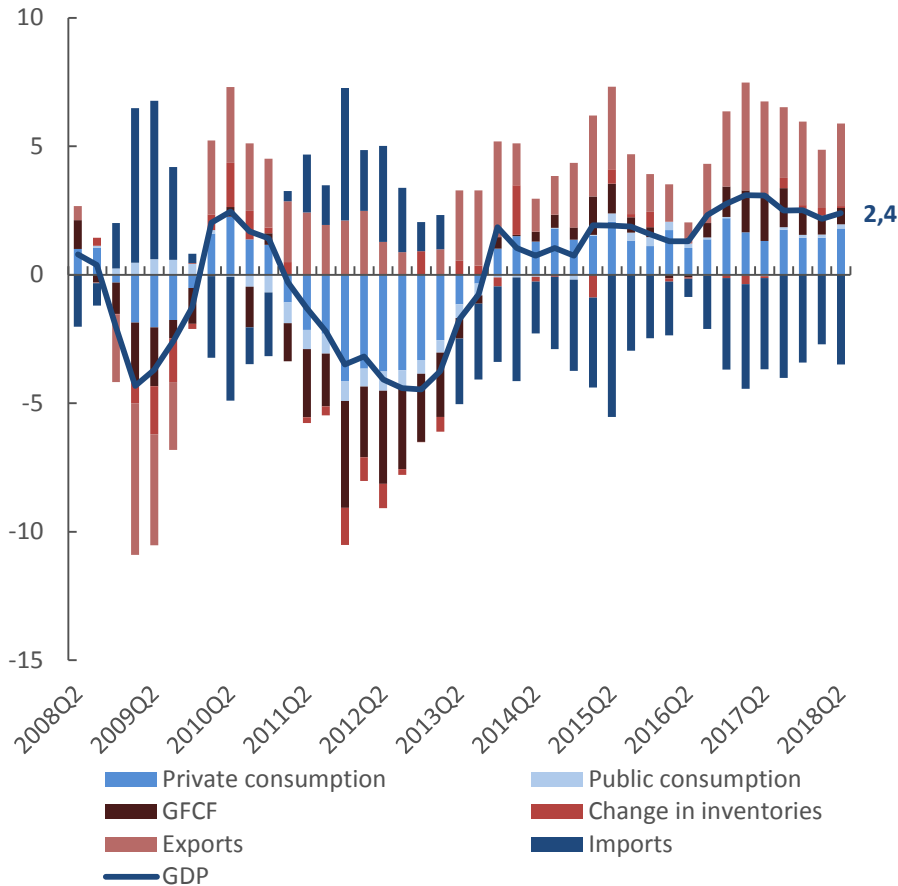 10
5
2,4
0
-5
-10
-15
2008Q2 2009Q2 2010Q2 2011Q2 2012Q2 2013Q2 2014Q2 2015Q2 2016Q2 2017Q2 2018Q2
Private consumption Public consumption
GFCF Change in inventories
Exports Imports
GDP